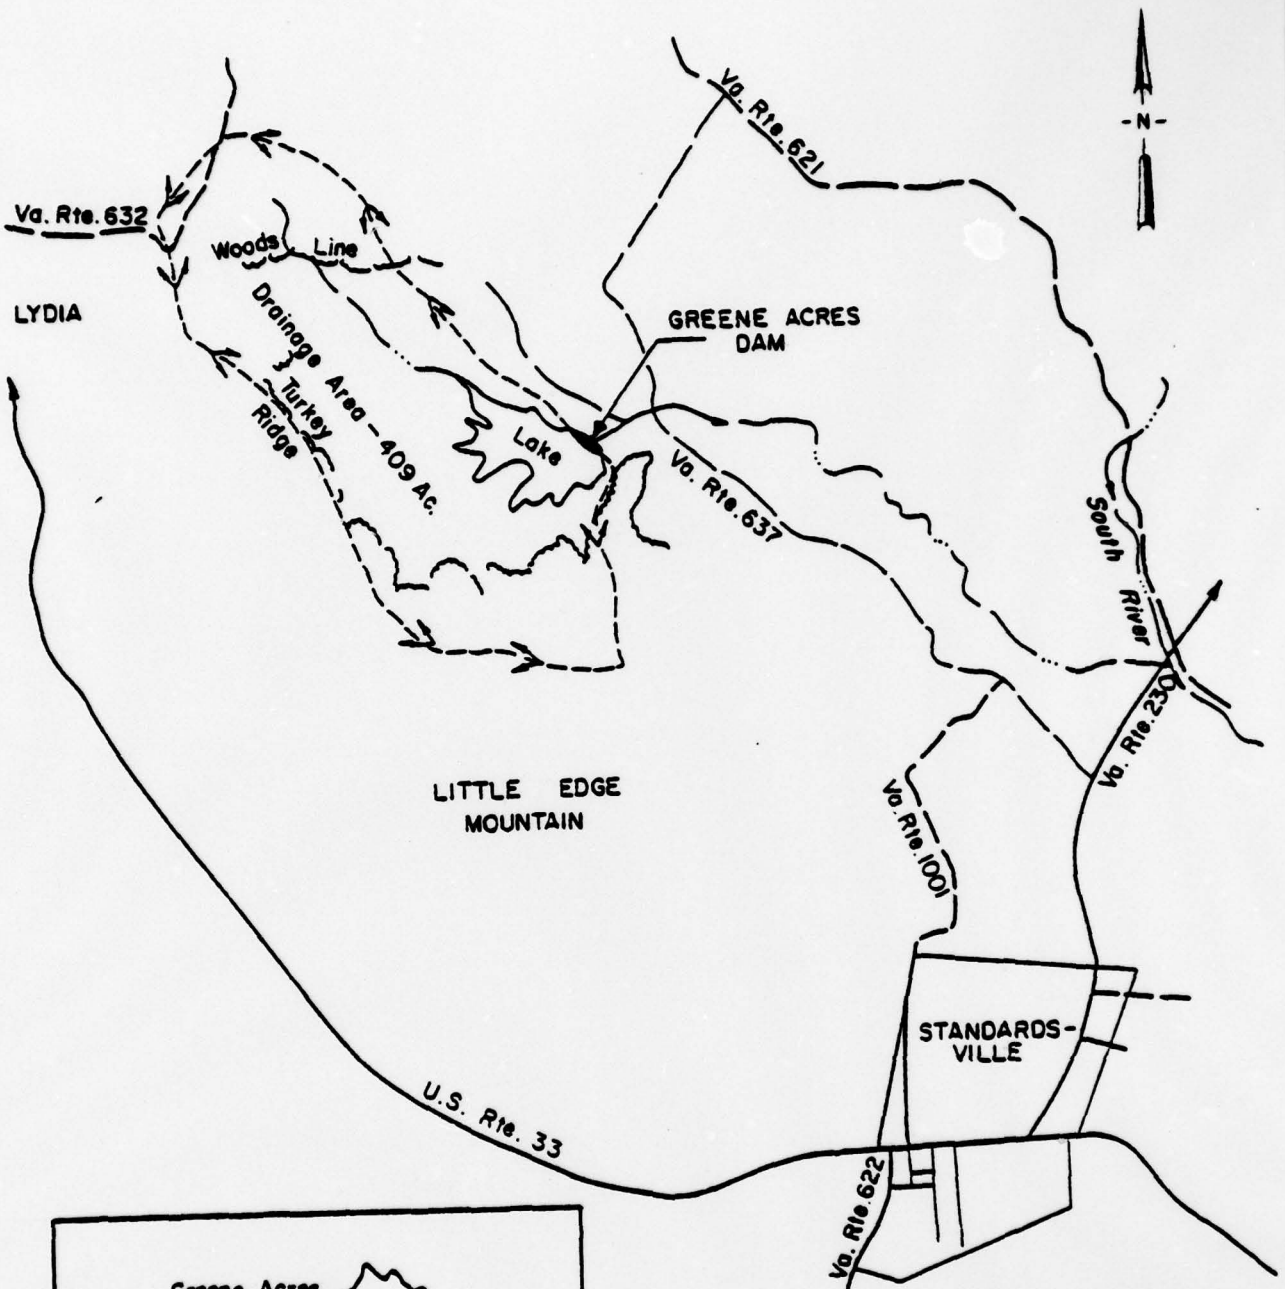 Va. Rte. 621
- N -
Va. Rte. 632
Woods Line
LYDIA
GREENE ACRES
DAM
Drainage Area - 409 Ac.
Turkey
Ridge
Lake
Va. Rte. 637
South River
Va. Rte. 230
LITTLE EDGE
MOUNTAIN
Va. Rte. 1001
STANDARDS-
VILLE
U.S. Rte. 33
Va. Rte. 622
Greene Acres